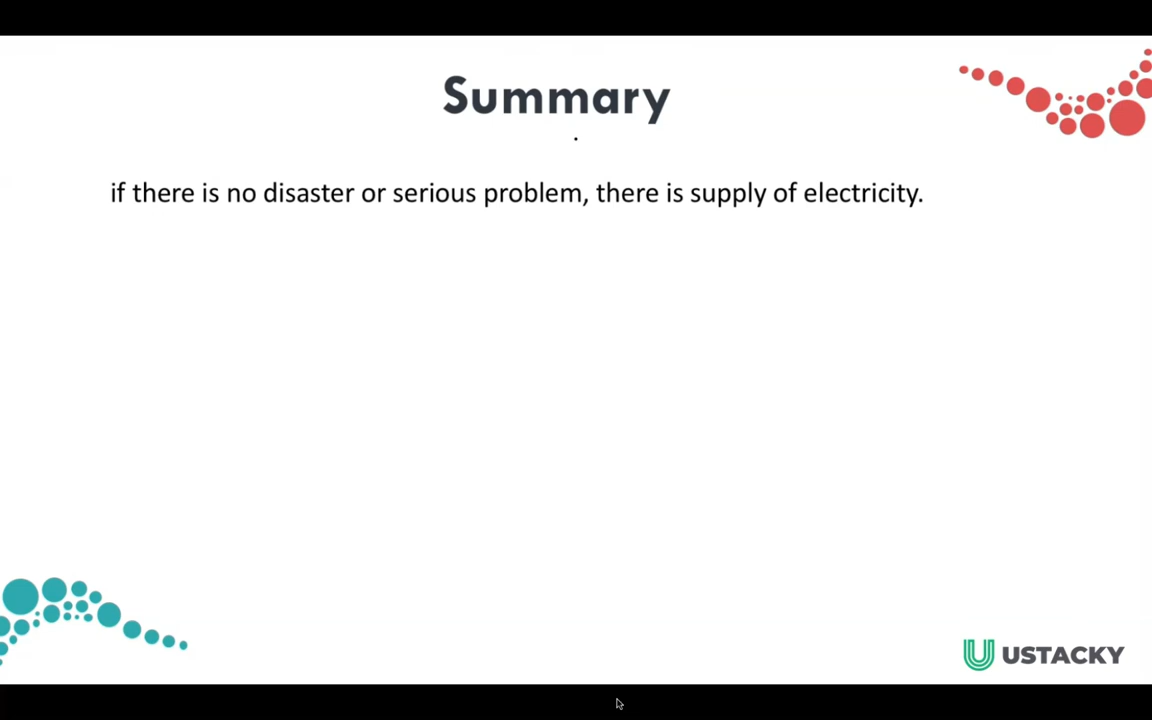 Summary
.
if there is no disaster or serious problem, there is supply of electricity.
USTACKY